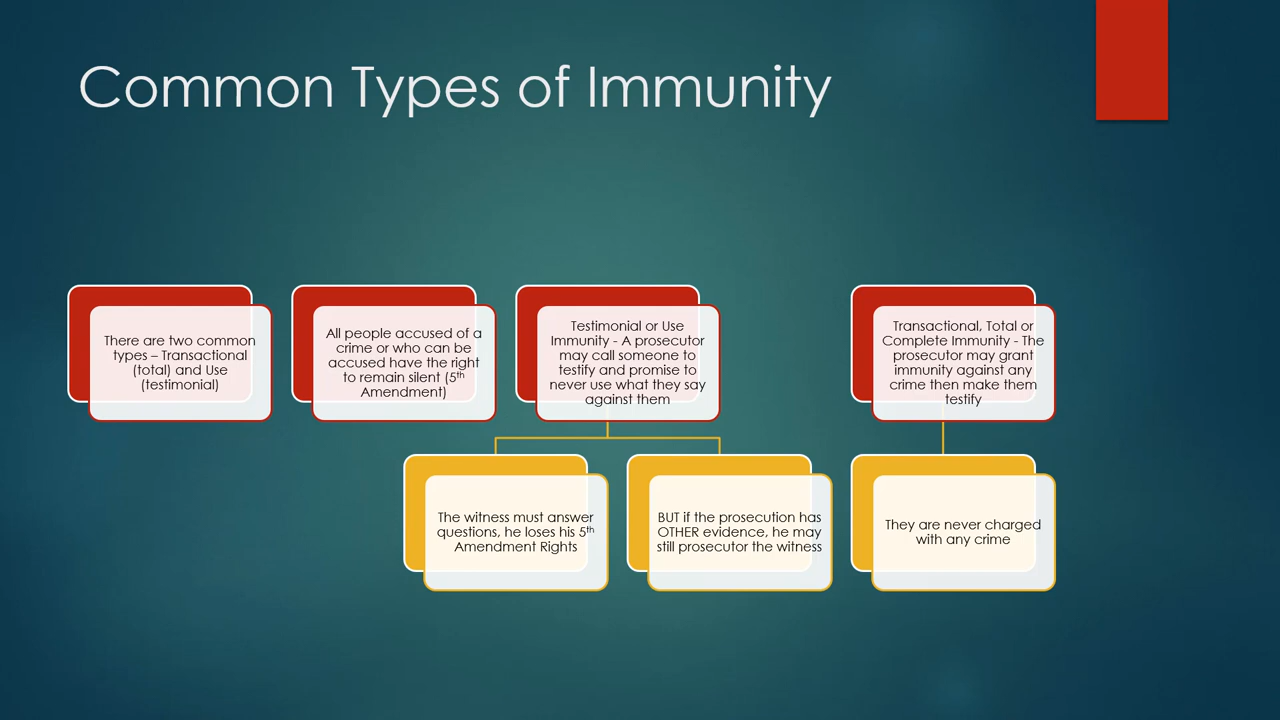 Common Types of Immunity
There are two common
types – Transactional
(total) and Use
(testimonial)
All people accused of a
crime or who can be
accused have the right
to remain silent (5th
Amendment)
Testimonial or Use
Immunity - A prosecutor
may call someone to
testify and promise to
never use what they say
against them
Transactional, Total or
Complete Immunity - The
prosecutor may grant
immunity against any
crime then make them
testify
The witness must answer
questions, he loses his 5th
Amendment Rights
BUT if the prosecution has
OTHER evidence, he may
still prosecutor the witness
They are never charged
with any crime